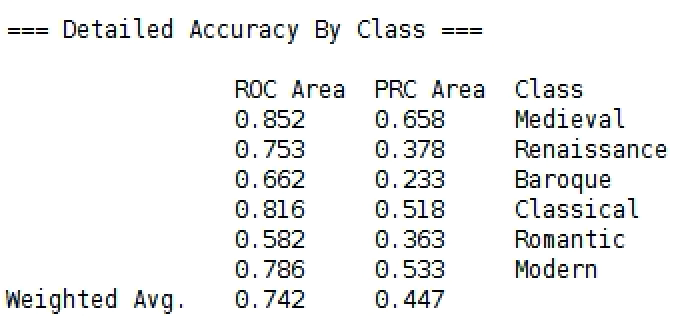 === Detailed Accuracy By Class ===
ROC Area PRC Area Class
0.852 0.658 Medieval
0.753 0.378 Renaissance
0.662 0.233 Baroque
0.816 0.518 Classical
0.582 0.363 Romantic
0.786 0.533 Modern
Weighted Avg. 0.742 0.447